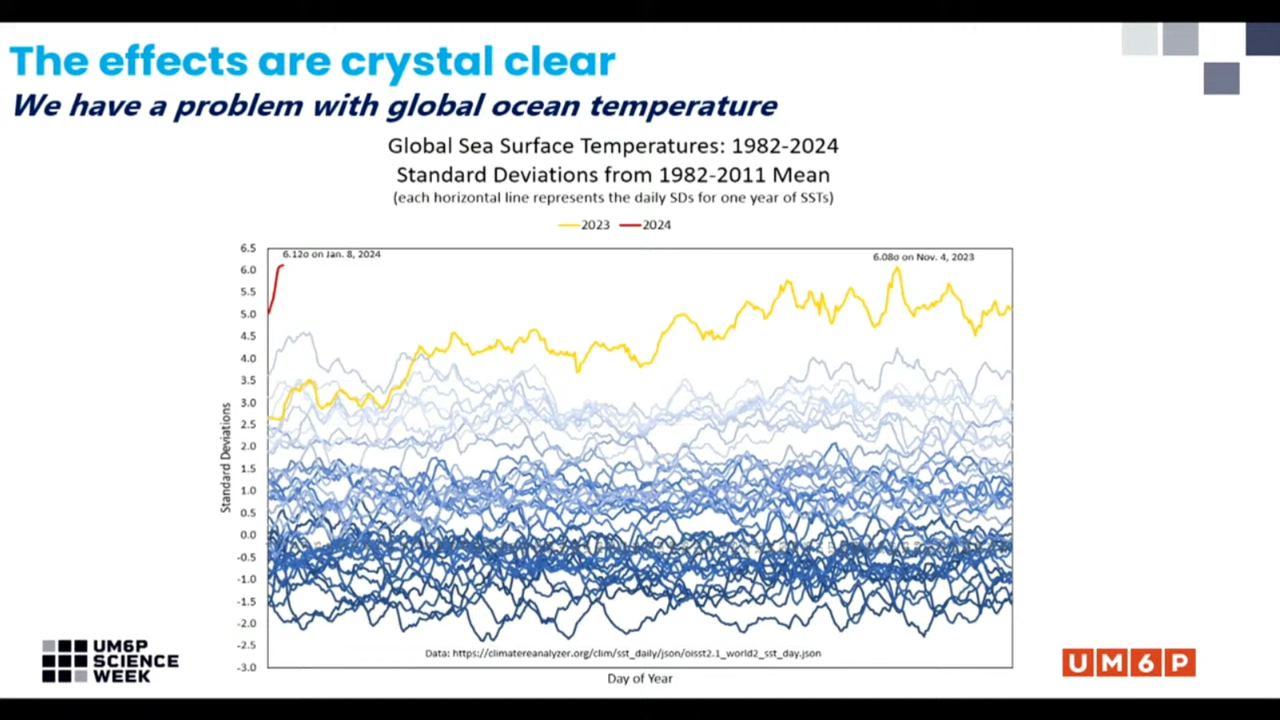 The effects are crystal clear
We have a problem with global ocean temperature
Global Sea Surface Temperatures: 1982-2024
Standard Deviations from 1982-2011 Mean
(each horizontal line represents the daily SDs for one year of SSTs)
2023 2024
6.12σ on Jan. 8, 2024
6.08σ on Nov. 4, 2023
6.5
6.0
5.5
5.0
4.5
4.0
3.5
3.0
2.5
2.0
1.5
1.0
0.5
0.0
-0.5
-1.0
-1.5
-2.0
-2.5
-3.0
Standard Deviations
Data: https://climatereanalyzer.org/clim/sst_daily/json/oisst2.1_world2_sst_day.json
Day of Year
UM6P
SCIENCE
WEEK
UM6P